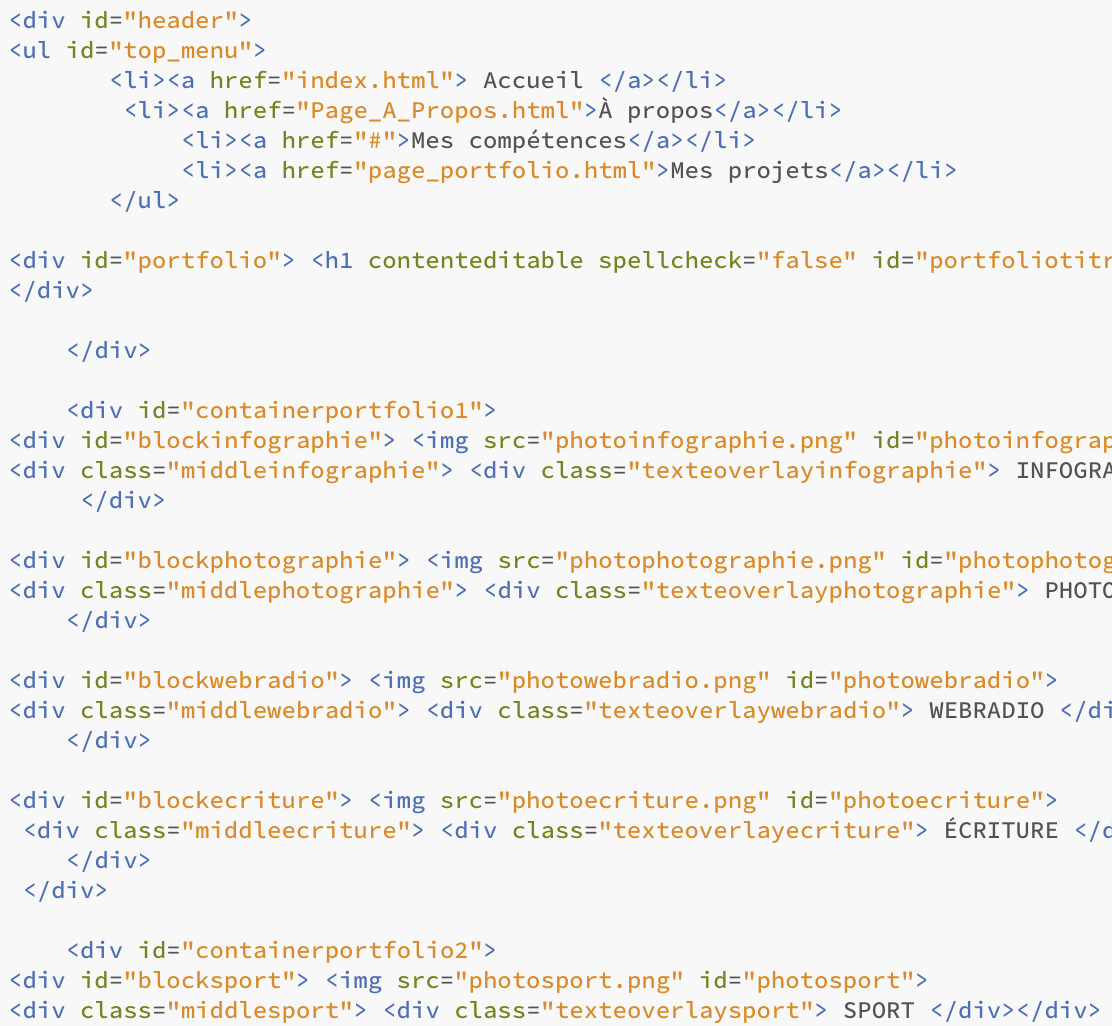 <div id="header">
<ul id="top_menu">
<li><a href="index.html"> Accueil </a></li>
<li><a href="Page_A_Propos.html">À propos</a></li>
<li><a href="#">Mes compétences</a></li>
<li><a href="page_portfolio.html">Mes projets</a></li>
</ul>
<div id="portfolio"> <h1 contenteditable spellcheck="false" id="portfoliotitr
</div>
</div>
<div id="containerportfolio1">
<div id="blockinfographie"> <img src="photoinfographie.png" id="photoinfograp
<div class="middleinfographie"> <div class="texteoverlayinfographie"> INFOGRA
</div>
<div id="blockphotographie"> <img src="photophotographie.png" id="photophotog
<div class="middlephotographie"> <div class="texteoverlayphotographie"> PHOTO
</div>
<div id="blockwebradio"> <img src="photowebradio.png" id="photowebradio">
<div class="middlewebradio"> <div class="texteoverlaywebradio"> WEBRADIO </di
</div>
<div id="blockecriture"> <img src="photoecriture.png" id="photoecriture">
<div class="middleecriture"> <div class="texteoverlayecriture"> ÉCRITURE </d
</div>
</div>
<div id="containerportfolio2">
<div id="blocksport"> <img src="photosport.png" id="photosport">
<div class="middlesport"> <div class="texteoverlaysport"> SPORT </div></div>